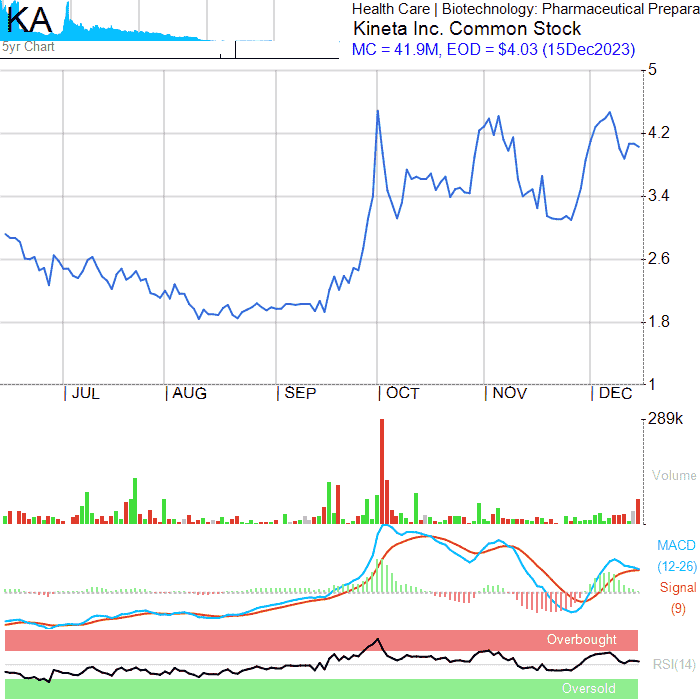 KA
5yr Chart
Health Care | Biotechnology: Pharmaceutical Prepara
Kineta Inc. Common Stock
MC = 41.9M, EOD = $4.03 (15Dec2023)
5
4.2
3.4
2.6
1.8
1
JUL AUG SEP OCT NOV DEC
289k
Volume
MACD
(12-26)
Signal
(9)
Overbought
RSI(14)
Oversold